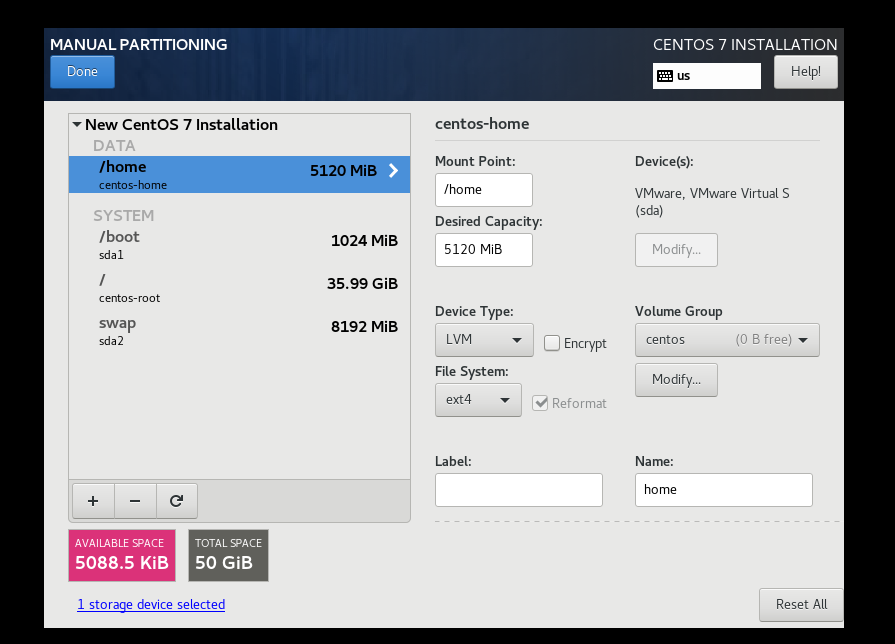 MANUAL PARTITIONING
CENTOS 7 INSTALLATION
Done
us
Help!
New CentOS 7 Installation
DATA
/home
5120 MiB
centos-home
SYSTEM
/boot
1024 MiB
sda1
/
35.99 GiB
centos-root
swap
8192 MiB
sda2
+
−
AVAILABLE SPACE
5088.5 KiB
TOTAL SPACE
50 GiB
1 storage device selected
centos-home
Mount Point:
/home
Desired Capacity:
5120 MiB
Device(s):
VMware, VMware Virtual S
(sda)
Modify...
Device Type:
LVM
Encrypt
Volume Group
centos (0 B free)
File System:
ext4
Reformat
Modify...
Label:
Name:
home
Reset All